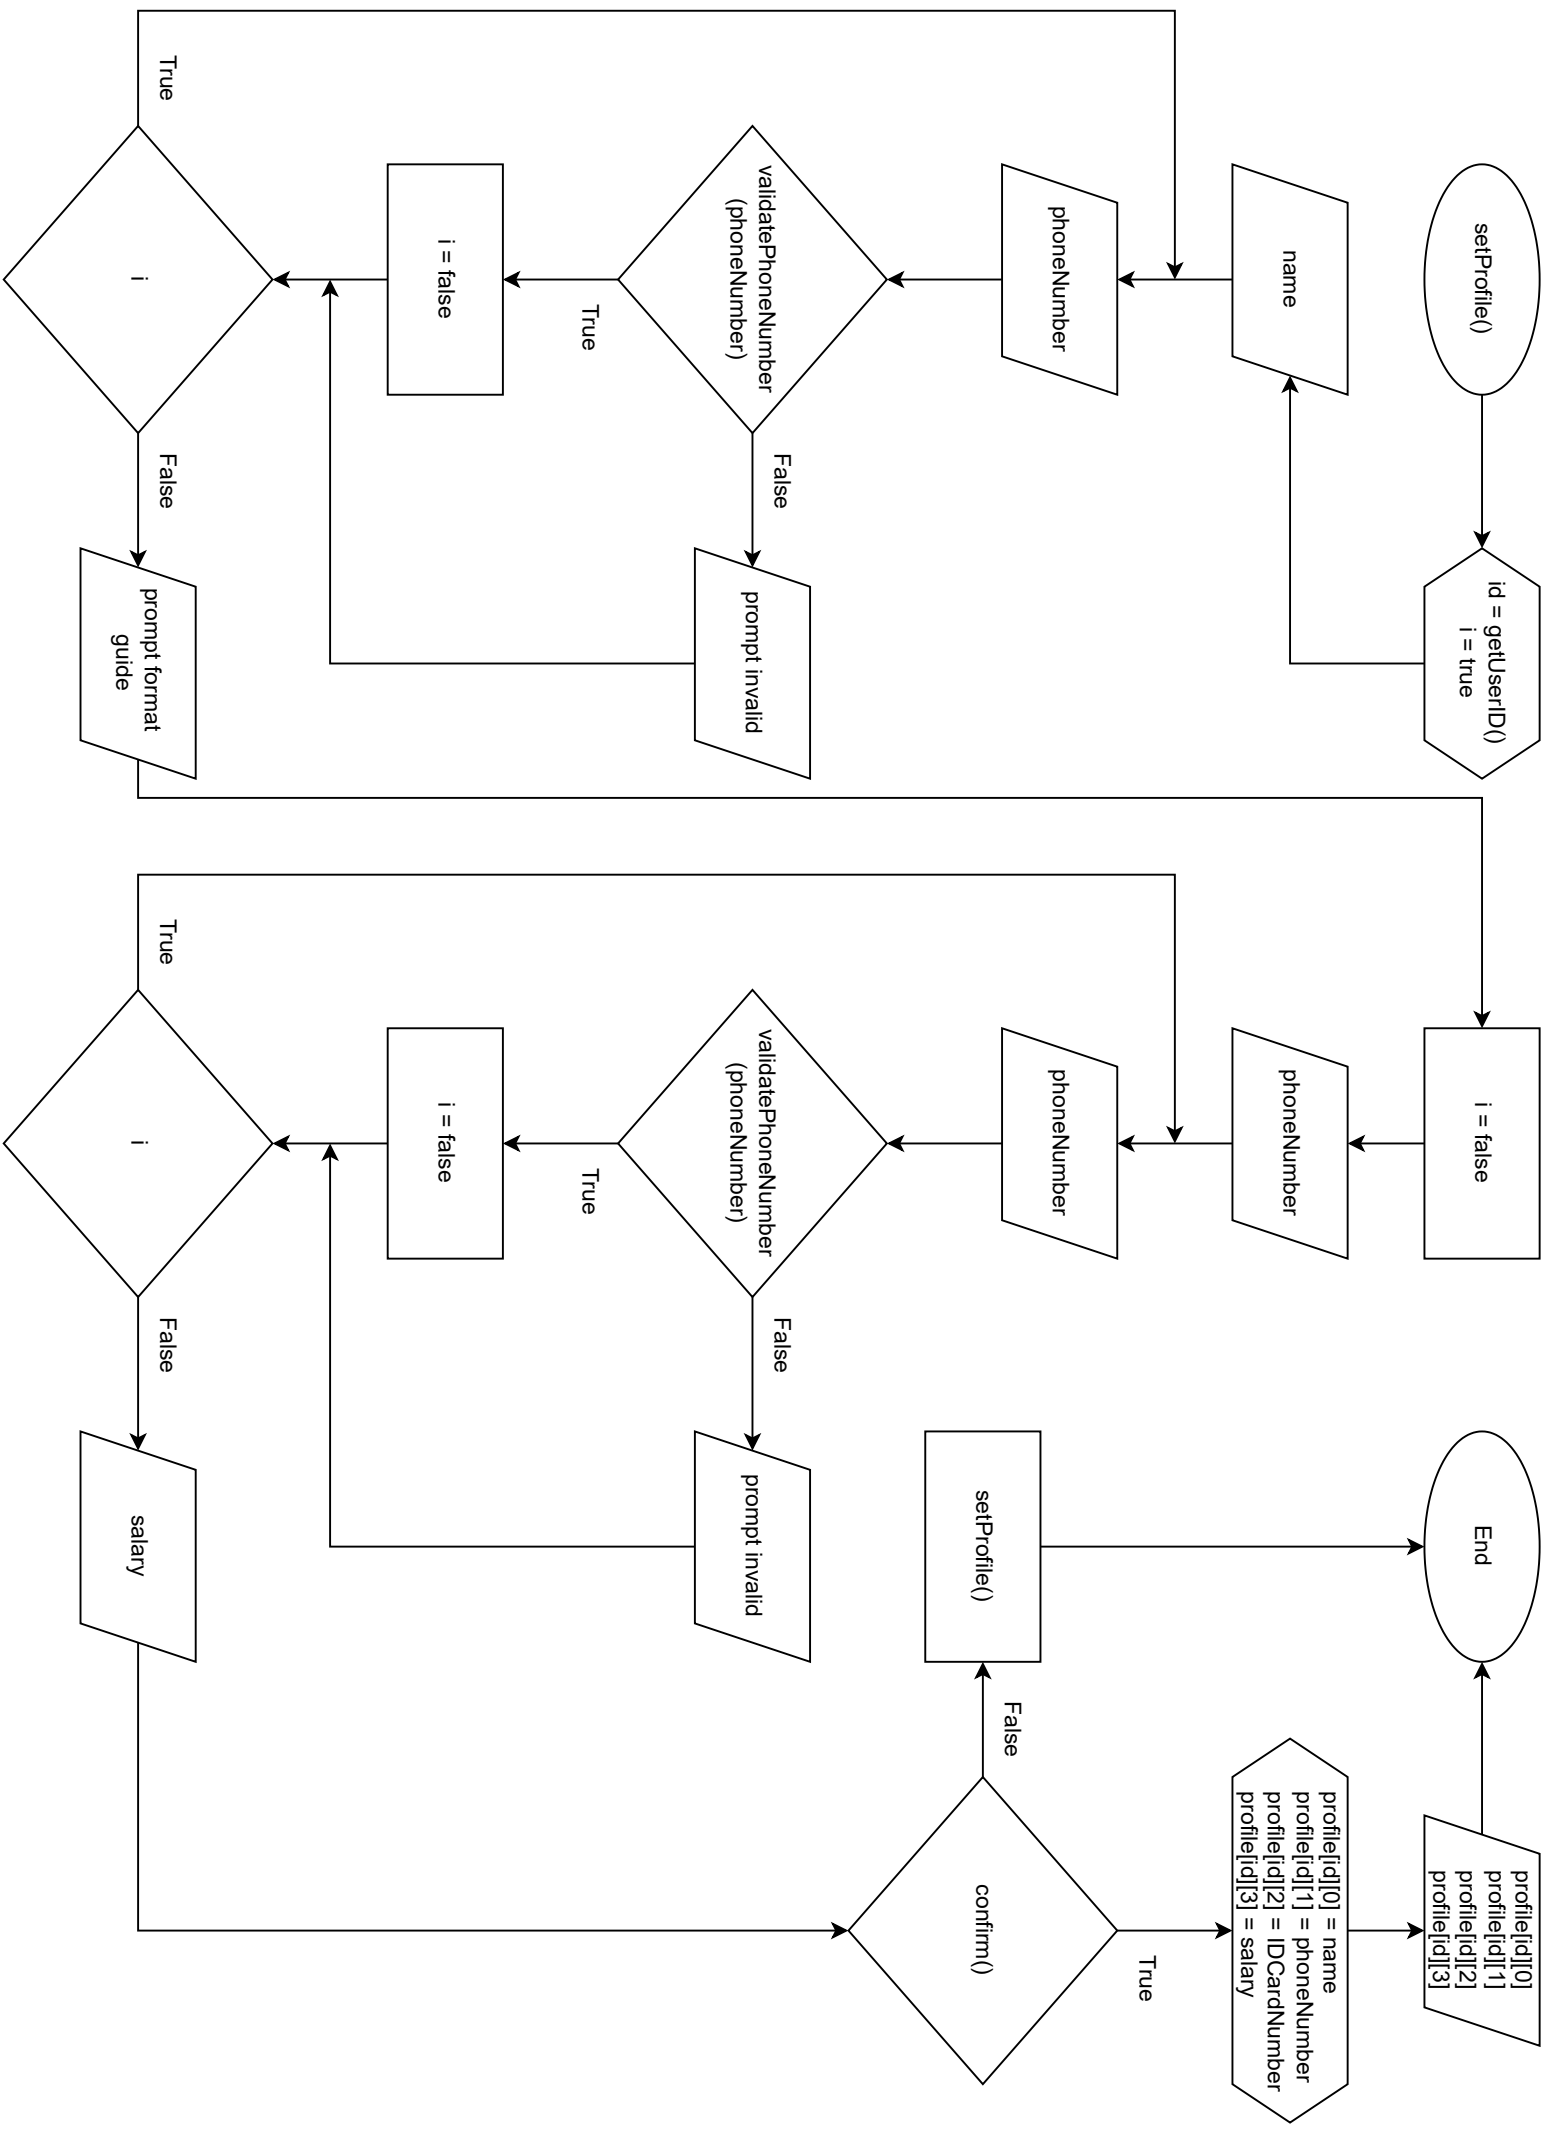 setProfile()
id = getUserID()
i = true
name
phoneNumber
validatePhoneNumber
(phoneNumber)
False
prompt invalid
True
i = false
True
i
False
prompt format
guide
i = false
phoneNumber
phoneNumber
validatePhoneNumber
(phoneNumber)
False
prompt invalid
True
i = false
True
i
False
salary
confirm()
False
setProfile()
True
profile[id][0] = name
profile[id][1] = phoneNumber
profile[id][2] = IDCardNumber
profile[id][3] = salary
profile[id][0]
profile[id][1]
profile[id][2]
profile[id][3]
End